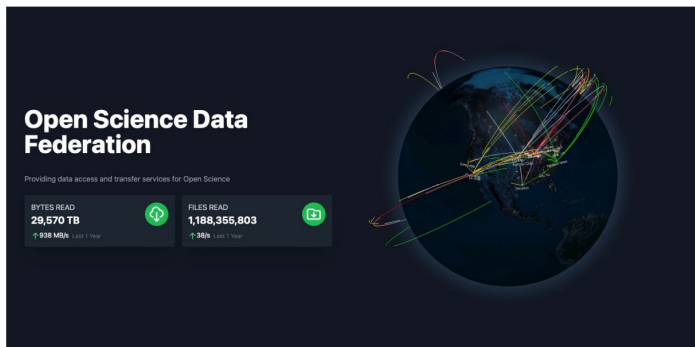 Open Science Data
Federation
Providing data access and transfer services for Open Science
BYTES READ
29,570 TB
↑938 MB/s Last 1 Year
FILES READ
1,188,355,803
↑38/s Last 1 Year